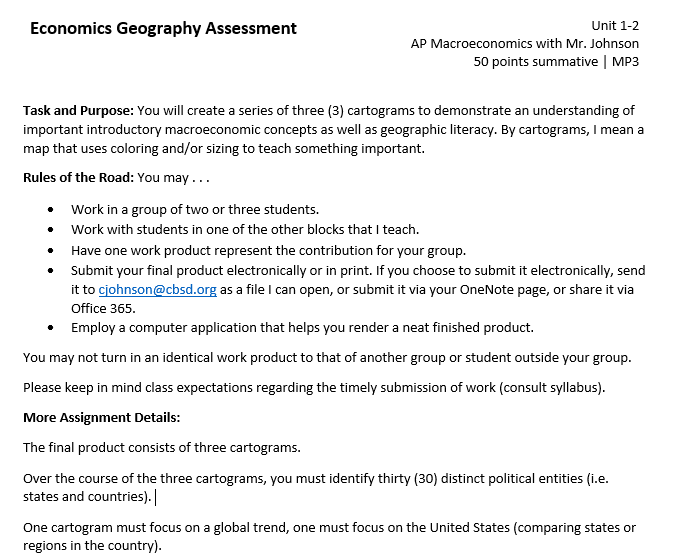 Economics Geography Assessment
Unit 1-2
AP Macroeconomics with Mr. Johnson
50 points summative | MP3
Task and Purpose: You will create a series of three (3) cartograms to demonstrate an understanding of
important introductory macroeconomic concepts as well as geographic literacy. By cartograms, I mean a
map that uses coloring and/or sizing to teach something important.
Rules of the Road: You may . . .
• Work in a group of two or three students.
• Work with students in one of the other blocks that I teach.
• Have one work product represent the contribution for your group.
• Submit your final product electronically or in print. If you choose to submit it electronically, send
it to cjohnson@cbsd.org as a file I can open, or submit it via your OneNote page, or share it via
Office 365.
• Employ a computer application that helps you render a neat finished product.
You may not turn in an identical work product to that of another group or student outside your group.
Please keep in mind class expectations regarding the timely submission of work (consult syllabus).
More Assignment Details:
The final product consists of three cartograms.
Over the course of the three cartograms, you must identify thirty (30) distinct political entities (i.e.
states and countries).
One cartogram must focus on a global trend, one must focus on the United States (comparing states or
regions in the country).